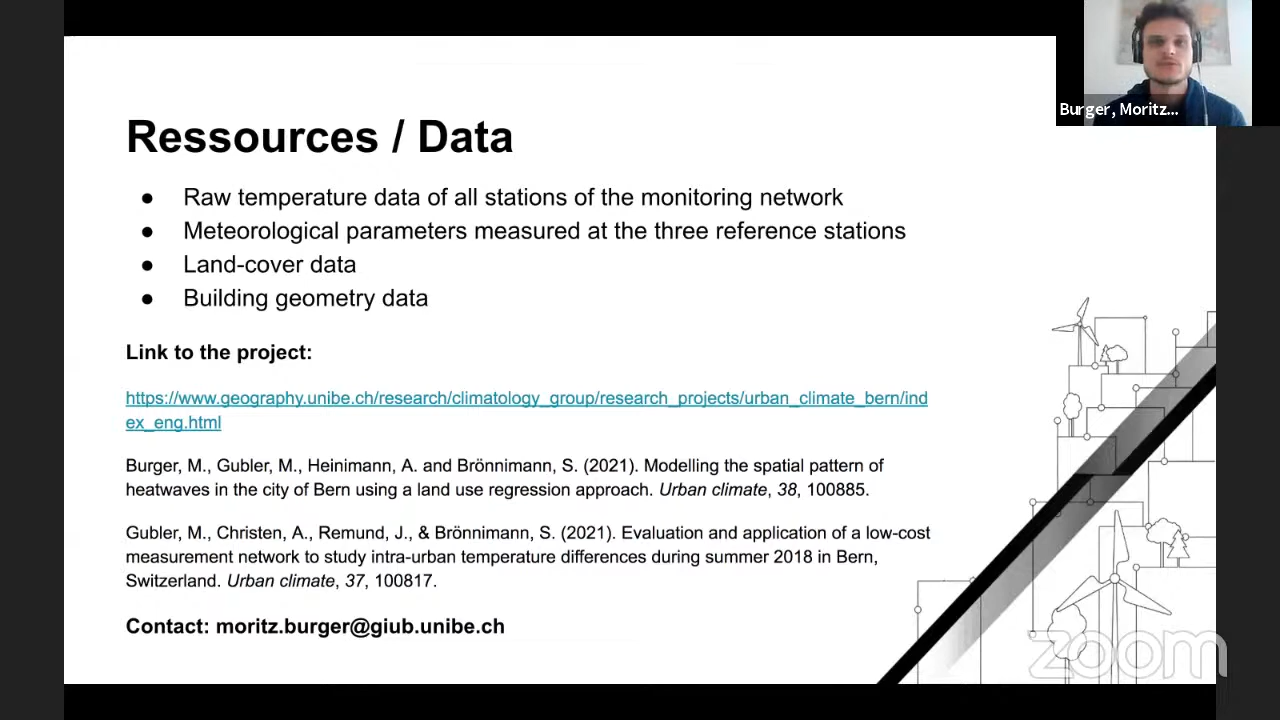 Ressources / Data
● Raw temperature data of all stations of the monitoring network
● Meteorological parameters measured at the three reference stations
● Land-cover data
● Building geometry data
Link to the project:
https://www.geography.unibe.ch/research/climatology_group/research_projects/urban_climate_bern/ind
ex_eng.html
Burger, M., Gubler, M., Heinimann, A. and Brönnimann, S. (2021). Modelling the spatial pattern of
heatwaves in the city of Bern using a land use regression approach. Urban climate, 38, 100885.
Gubler, M., Christen, A., Remund, J., & Brönnimann, S. (2021). Evaluation and application of a low-cost
measurement network to study intra-urban temperature differences during summer 2018 in Bern,
Switzerland. Urban climate, 37, 100817.
Contact: moritz.burger@giub.unibe.ch
Burger, Moritz...
zoom